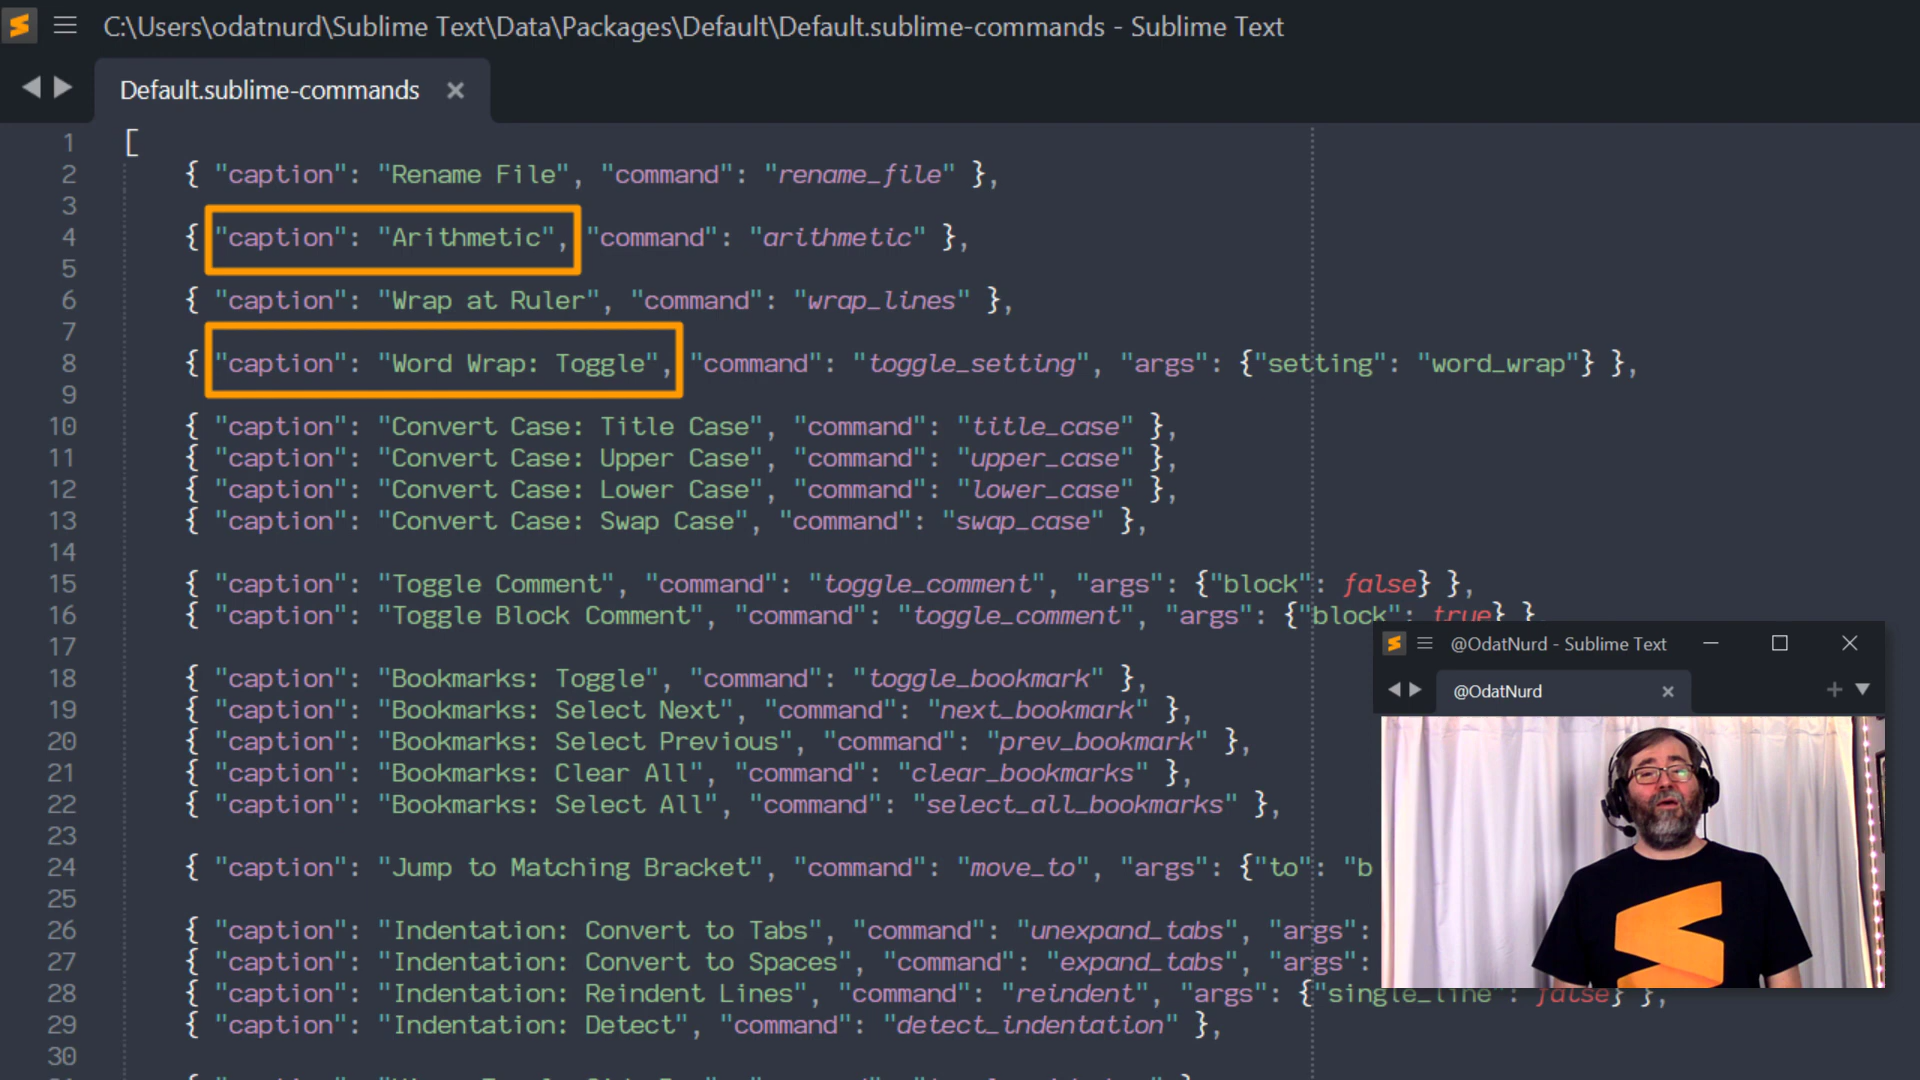 C:\Users\odatnurd\Sublime Text\Data\Packages\Default\Default.sublime-commands - Sublime Text
Default.sublime-commands
1 [
2 { "caption": "Rename File", "command": "rename_file" },
3
4 { "caption": "Arithmetic", "command": "arithmetic" },
5
6 { "caption": "Wrap at Ruler", "command": "wrap_lines" },
7
8 { "caption": "Word Wrap: Toggle", "command": "toggle_setting", "args": {"setting": "word_wrap"} },
9
10 { "caption": "Convert Case: Title Case", "command": "title_case" },
11 { "caption": "Convert Case: Upper Case", "command": "upper_case" },
12 { "caption": "Convert Case: Lower Case", "command": "lower_case" },
13 { "caption": "Convert Case: Swap Case", "command": "swap_case" },
14
15 { "caption": "Toggle Comment", "command": "toggle_comment", "args": {"block": false} },
16 { "caption": "Toggle Block Comment", "command": "toggle_comment", "args": {"block": true} }
17
18 { "caption": "Bookmarks: Toggle", "command": "toggle_bookmark" },
19 { "caption": "Bookmarks: Select Next", "command": "next_bookmark" },
20 { "caption": "Bookmarks: Select Previous", "command": "prev_bookmark" },
21 { "caption": "Bookmarks: Clear All", "command": "clear_bookmarks" },
22 { "caption": "Bookmarks: Select All", "command": "select_all_bookmarks" },
23
24 { "caption": "Jump to Matching Bracket", "command": "move_to", "args": {"to": "b
25
26 { "caption": "Indentation: Convert to Tabs", "command": "unexpand_tabs", "args":
27 { "caption": "Indentation: Convert to Spaces", "command": "expand_tabs", "args":
28 { "caption": "Indentation: Reindent Lines", "command": "reindent", "args": {"single_line": false} },
29 { "caption": "Indentation: Detect", "command": "detect_indentation" },
30
@OdatNurd - Sublime Text
@OdatNurd